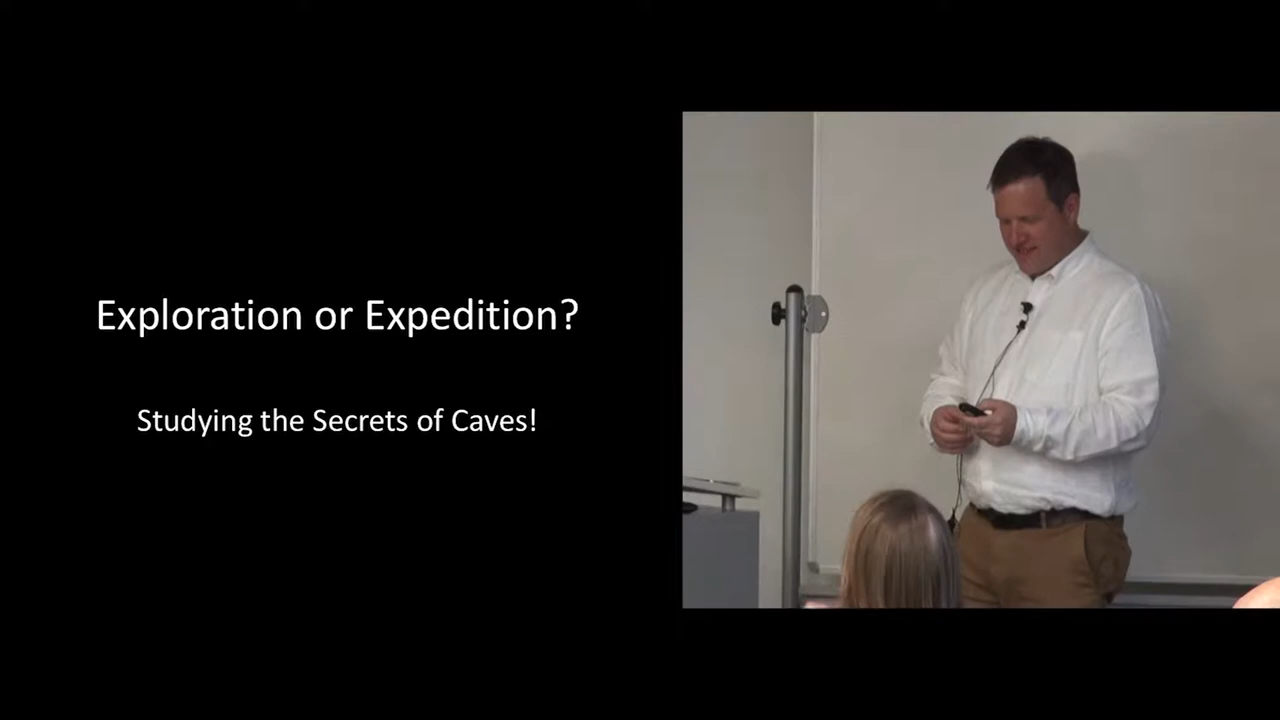 Exploration or Expedition?
Studying the Secrets of Caves!